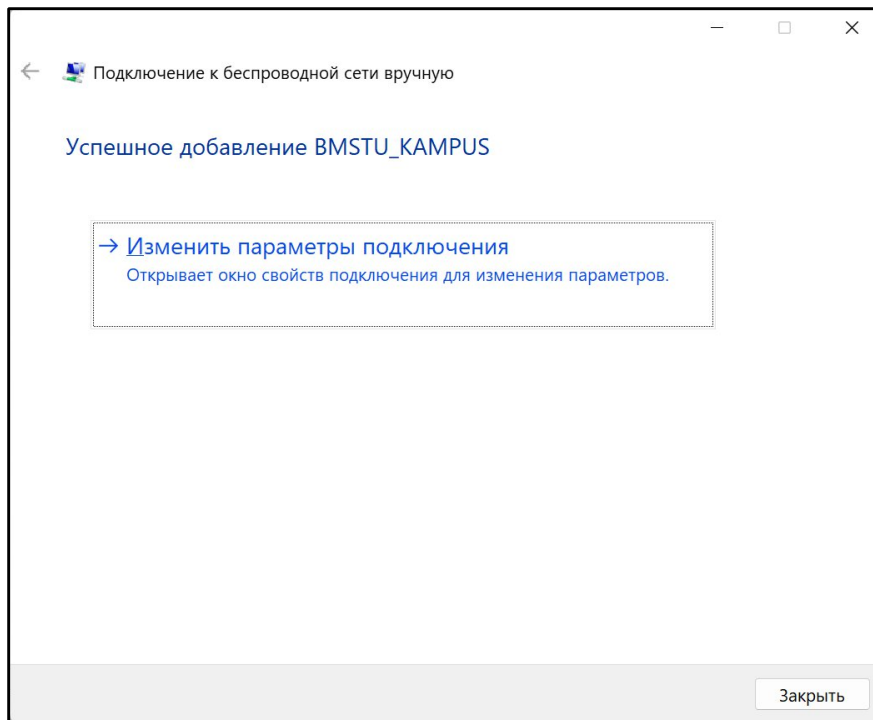 Подключение к беспроводной сети вручную
Успешное добавление BMSTU_KAMPUS
Изменить параметры подключения
Открывает окно свойств подключения для изменения параметров.
Закрыть